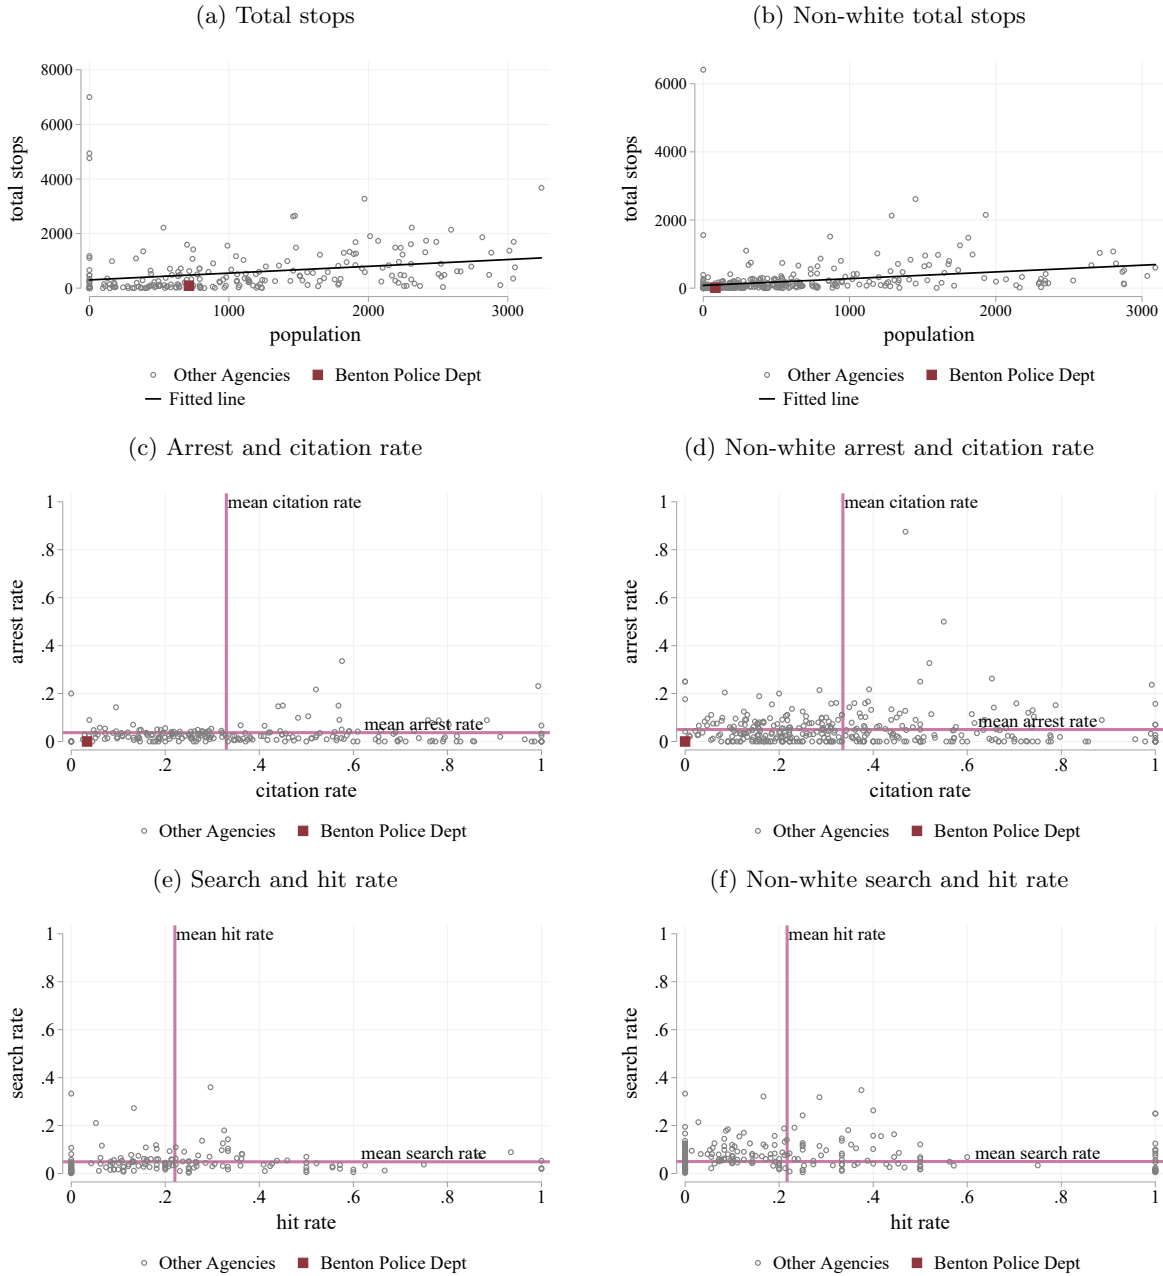 (a) Total stops
(b) Non-white total stops
8000
6000
4000
2000
0
total stops
0 1000 2000 3000
population
Other Agencies Benton Police Dept
Fitted line
6000
4000
2000
0
total stops
0 1000 2000 3000
population
Other Agencies Benton Police Dept
Fitted line
(c) Arrest and citation rate
(d) Non-white arrest and citation rate
1
.8
.6
.4
.2
0
arrest rate
mean citation rate
mean arrest rate
0 .2 .4 .6 .8 1
citation rate
Other Agencies Benton Police Dept
1
.8
.6
.4
.2
0
arrest rate
mean citation rate
mean arrest rate
0 .2 .4 .6 .8 1
citation rate
Other Agencies Benton Police Dept
(e) Search and hit rate
(f) Non-white search and hit rate
1
.8
.6
.4
.2
0
search rate
mean hit rate
mean search rate
0 .2 .4 .6 .8 1
hit rate
Other Agencies Benton Police Dept
1
.8
.6
.4
.2
0
search rate
mean hit rate
mean search rate
0 .2 .4 .6 .8 1
hit rate
Other Agencies Benton Police Dept